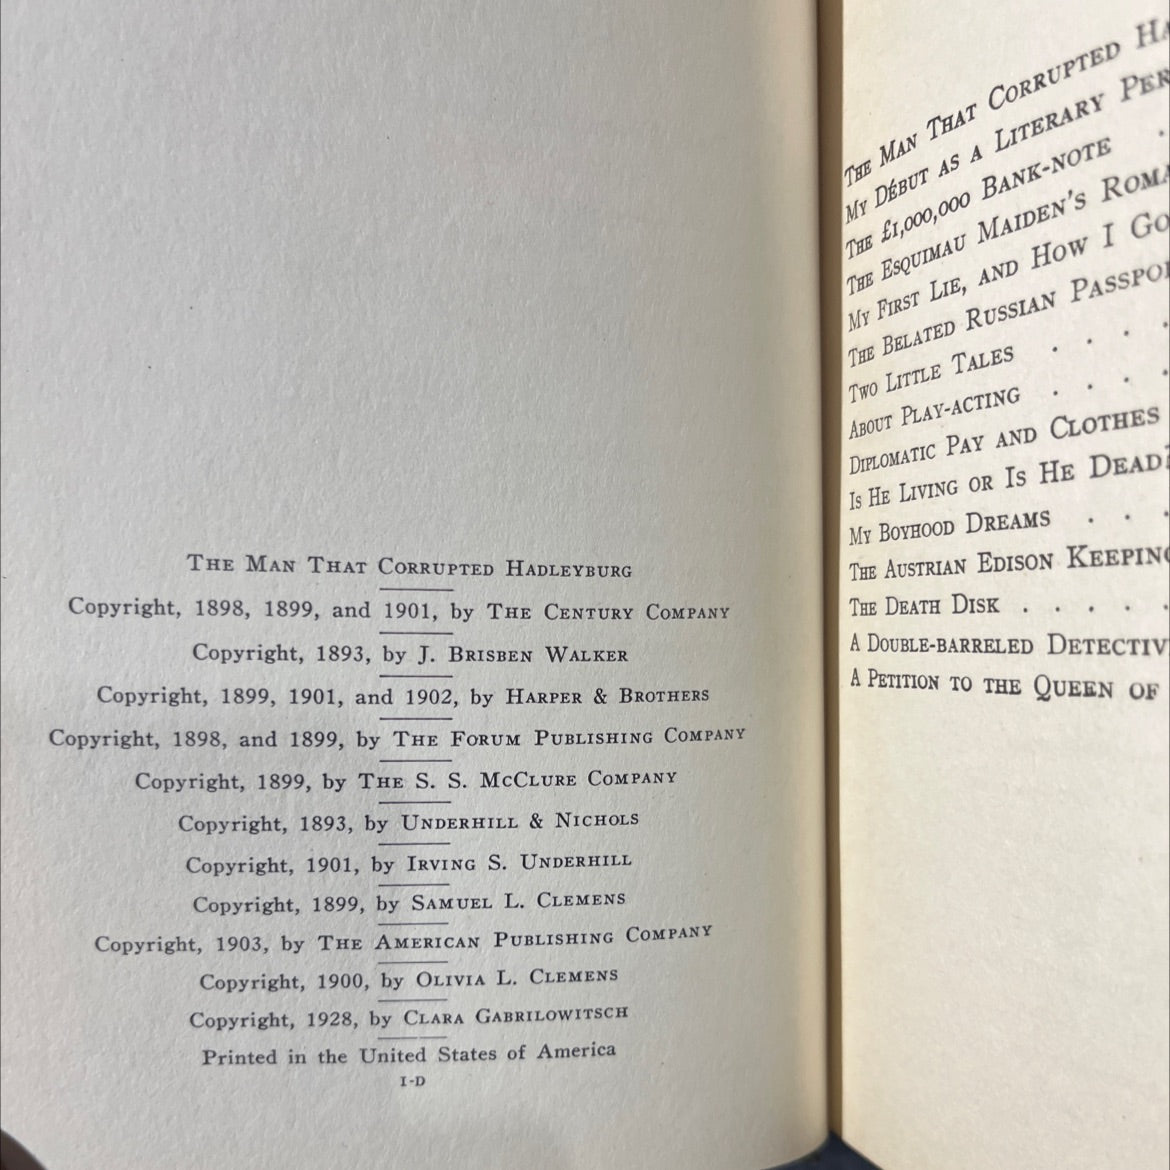 The Man That Corrupted Hadleyburg
Copyright, 1898, 1899, and 1901, by The Century Company
Copyright, 1893, by J. Brisben Walker
Copyright, 1899, 1901, and 1902, by Harper & Brothers
Copyright, 1898, and 1899, by The Forum Publishing Company
Copyright, 1899, by The S. S. McClure Company
Copyright, 1893, by Underhill & Nichols
Copyright, 1901, by Irving S. Underhill
Copyright, 1899, by Samuel L. Clemens
Copyright, 1903, by The American Publishing Company
Copyright, 1900, by Olivia L. Clemens
Copyright, 1928, by Clara Gabrilowitsch
Printed in the United States of America
I-D
The Man That Corrupted
My Début as a Literary
The £1,000,000 Bank-note .
The Esquimau Maiden's
My First Lie, and How I
The Belated Russian
Two Little Tales . . . .
About Play-acting . . . .
Diplomatic Pay and Clothes
Is He Living or Is He Dead?
My Boyhood Dreams . . .
The Austrian Edison Keeping
The Death Disk . . . . .
A Double-barreled
A Petition to the Queen of